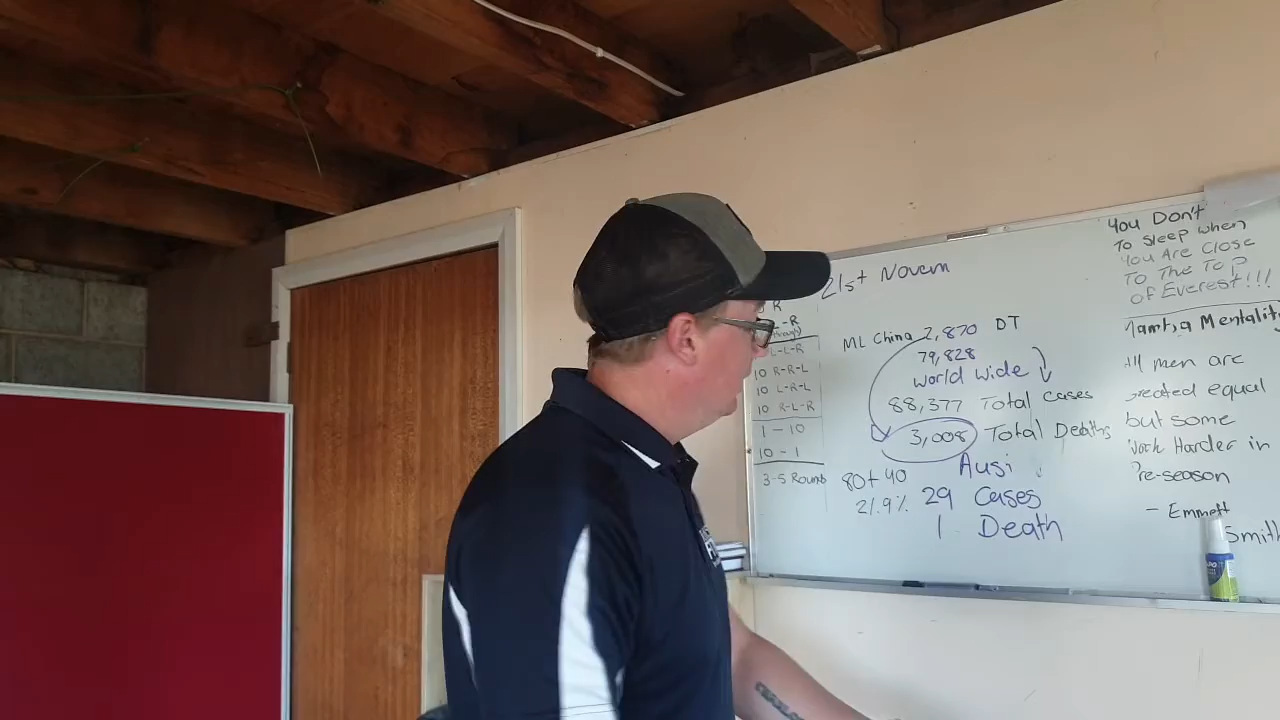 R
L-R
L-L-R
10 R-R-L
10 L-R-L
10 R-L-R
1 - 10
10 - 1
3-5 Rounds
21st Novem
ML China 2,870 DT
79,828
World Wide
88,377 Total Cases
3,008 Total Deaths
80+ 40
21.9%
Ausi
29 Cases
1 Death
You Don't
To Sleep when
You Are Close
To The Top
of Everest!!!
Mamba Mentality
All men are
created equal
but some
Work Harder in
Pre-season
- Emmett
Smith